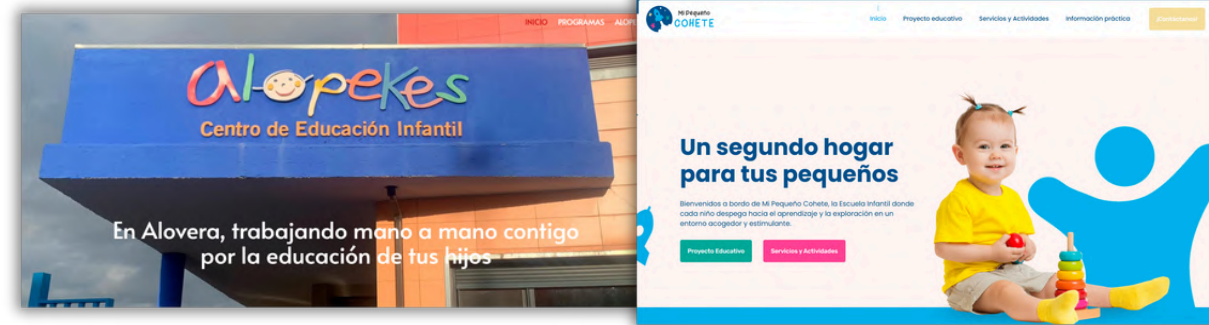 INICIO PROGRAMAS
alopekes
Centro de Educación Infantil
En Alovera, trabajando mano a mano contigo
por la educación de tus hijos
Mi Pequeño
COHETE
Inicio Proyecto educativo Servicios y Actividades Información práctica ¡Contáctanos!
Un segundo hogar
para tus pequeños
Bienvenidos a bordo de Mi Pequeño Cohete, la Escuela Infantil donde
cada niño despega hacia el aprendizaje y la exploración en un
entorno acogedor y estimulante.
Proyecto Educativo Servicios y Actividades